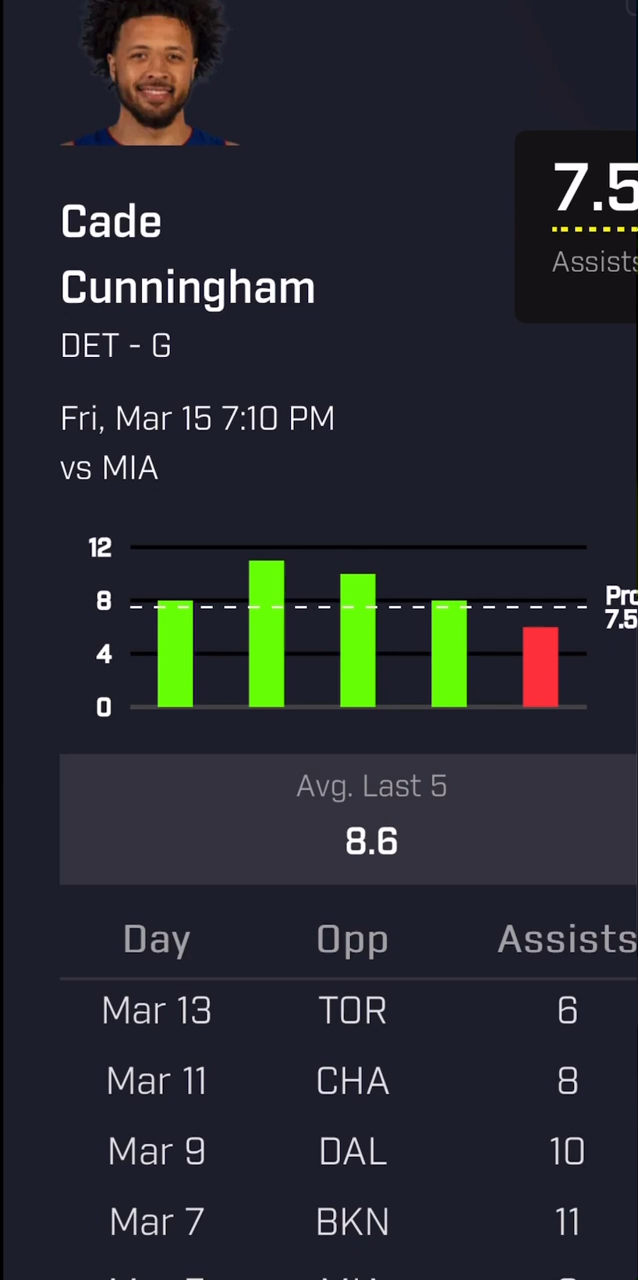 7.5
Assists
Cade
Cunningham
DET - G
Fri, Mar 15 7:10 PM
vs MIA
12
8
4
0
7.5
Avg. Last 5
8.6
Day Opp Assists
Mar 13 TOR 6
Mar 11 CHA 8
Mar 9 DAL 10
Mar 7 BKN 11